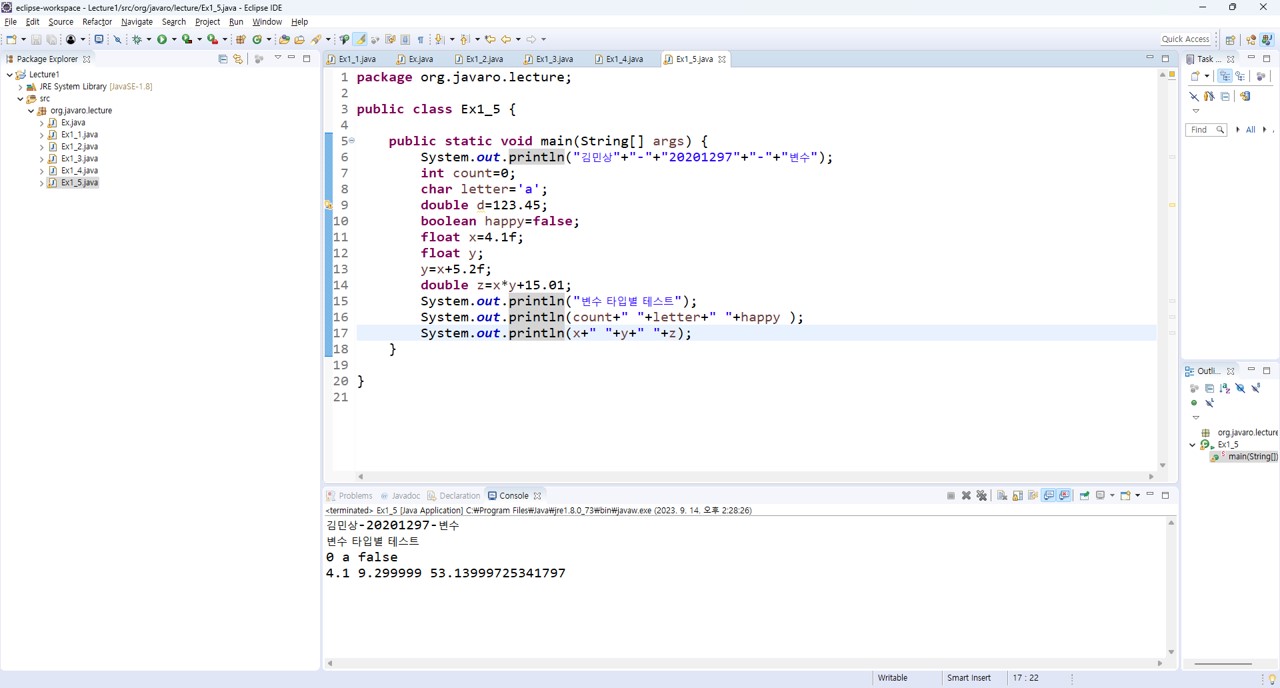 eclipse-workspace - Lecture1/src/org/javaro/lecture/Ex1_5.java - Eclipse IDE
File Edit Source Refactor Navigate Search Project Run Window Help
Quick Access
Package Explorer
Lecture1
JRE System Library [JavaSE-1.8]
src
org.javaro.lecture
Ex.java
Ex1_1.java
Ex1_2.java
Ex1_3.java
Ex1_4.java
Ex1_5.java
Ex1_1.java Ex.java Ex1_2.java Ex1_3.java Ex1_4.java Ex1_5.java
1 package org.javaro.lecture;
2
3 public class Ex1_5 {
4
5 public static void main(String[] args) {
6 System.out.println("김민상"+"-"+"20201297"+"-"+"변수");
7 int count=0;
8 char letter='a';
9 double d=123.45;
10 boolean happy=false;
11 float x=4.1f;
12 float y;
13 y=x+5.2f;
14 double z=x*y+15.01;
15 System.out.println("변수 타입별 테스트");
16 System.out.println(count+" "+letter+" "+happy );
17 System.out.println(x+" "+y+" "+z);
18 }
19
20 }
21
Task ...
Find All
Outli...
org.javaro.lecture
Ex1_5
main(String[])
Problems Javadoc Declaration Console
<terminated> Ex1_5 [Java Application] C:₩Program Files₩Java₩jre1.8.0_73₩bin₩javaw.exe (2023. 9. 14. 오후 2:28:26)
김민상-20201297-변수
변수 타입별 테스트
0 a false
4.1 9.299999 53.13999725341797
Writable Smart Insert 17 : 22